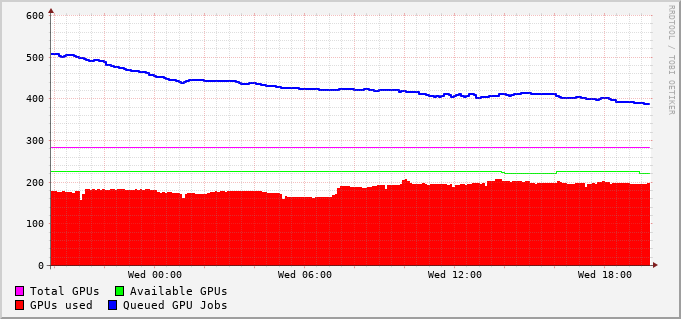 600
500
400
300
200
100
0
Wed 00:00 Wed 06:00 Wed 12:00 Wed 18:00
Total GPUs Available GPUs
GPUs used Queued GPU Jobs
RRDTOOL / TOBI OETIKER